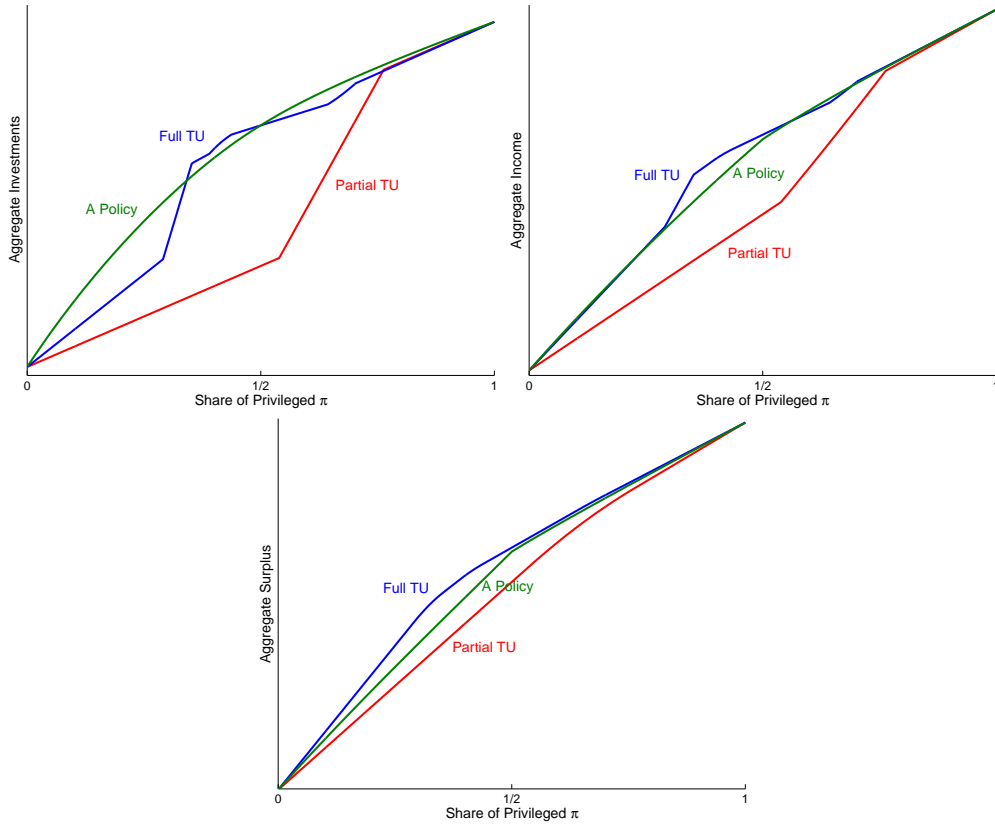 Aggregate Investments
Full TU
Partial TU
A Policy
0
1/2
1
Share of Privileged π
Aggregate Income
Full TU
A Policy
Partial TU
0
1/2
1
Share of Privileged π
Aggregate Surplus
Full TU
A Policy
Partial TU
0
1/2
1
Share of Privileged π